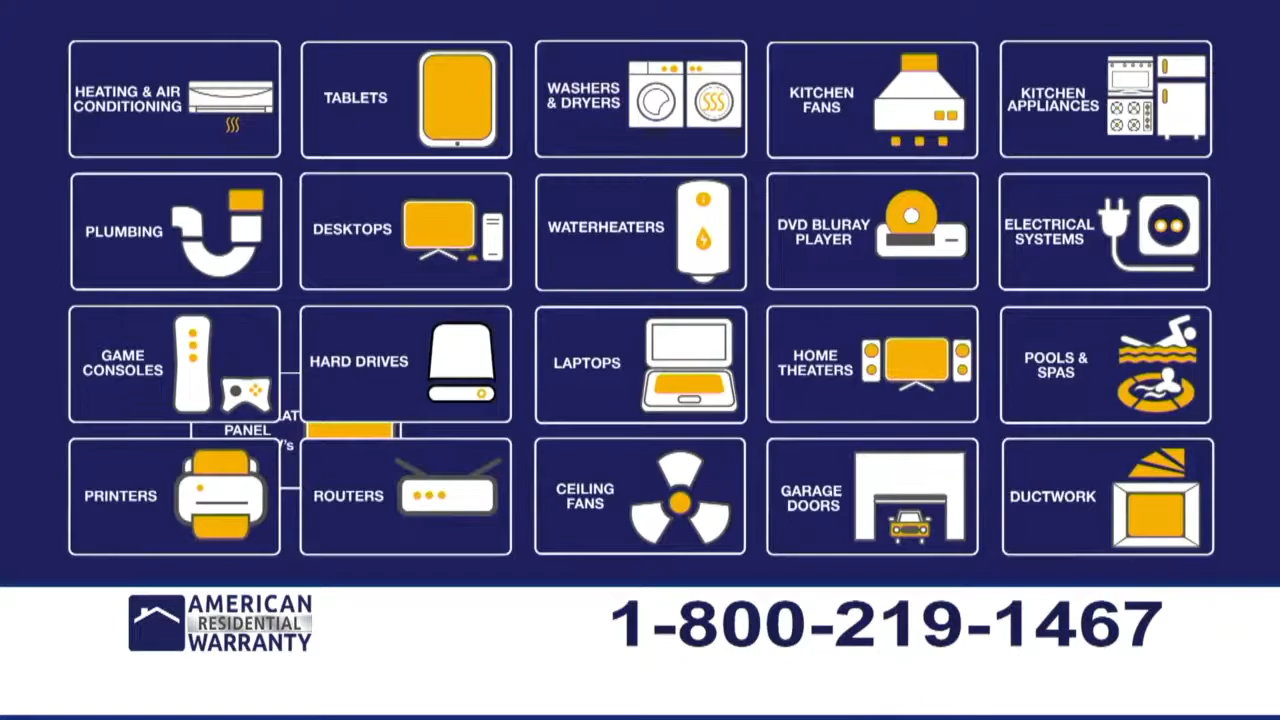 HEATING & AIR
CONDITIONING
TABLETS
WASHERS
& DRYERS
KITCHEN
FANS
KITCHEN
APPLIANCES
PLUMBING
DESKTOPS
WATERHEATERS
DVD BLURAY
PLAYER
ELECTRICAL
SYSTEMS
GAME
CONSOLES
HARD DRIVES
LAPTOPS
HOME
THEATERS
POOLS &
SPAS
PANEL
PRINTERS
ROUTERS
CEILING
FANS
GARAGE
DOORS
DUCTWORK
AMERICAN
RESIDENTIAL
WARRANTY
1-800-219-1467